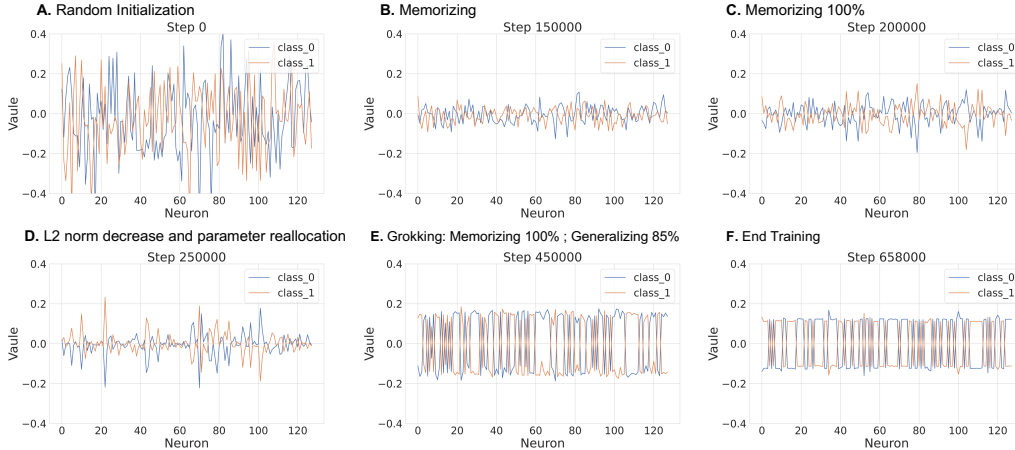 A. Random Initialization
Step 0
class_0
class_1
Vaule
0.4
0.2
0.0
−0.2
−0.4
0 20 40 60 80 100 120
Neuron
B. Memorizing
Step 150000
class_0
class_1
Vaule
0.4
0.2
0.0
−0.2
−0.4
0 20 40 60 80 100 120
Neuron
C. Memorizing 100%
Step 200000
class_0
class_1
Vaule
0.4
0.2
0.0
−0.2
−0.4
0 20 40 60 80 100 120
Neuron
D. L2 norm decrease and parameter reallocation
Step 250000
class_0
class_1
Vaule
0.4
0.2
0.0
−0.2
−0.4
0 20 40 60 80 100 120
Neuron
E. Grokking: Memorizing 100% ; Generalizing 85%
Step 450000
class_0
class_1
Vaule
0.4
0.2
0.0
−0.2
−0.4
0 20 40 60 80 100 120
Neuron
F. End Training
Step 658000
class_0
class_1
Vaule
0.4
0.2
0.0
−0.2
−0.4
0 20 40 60 80 100 120
Neuron